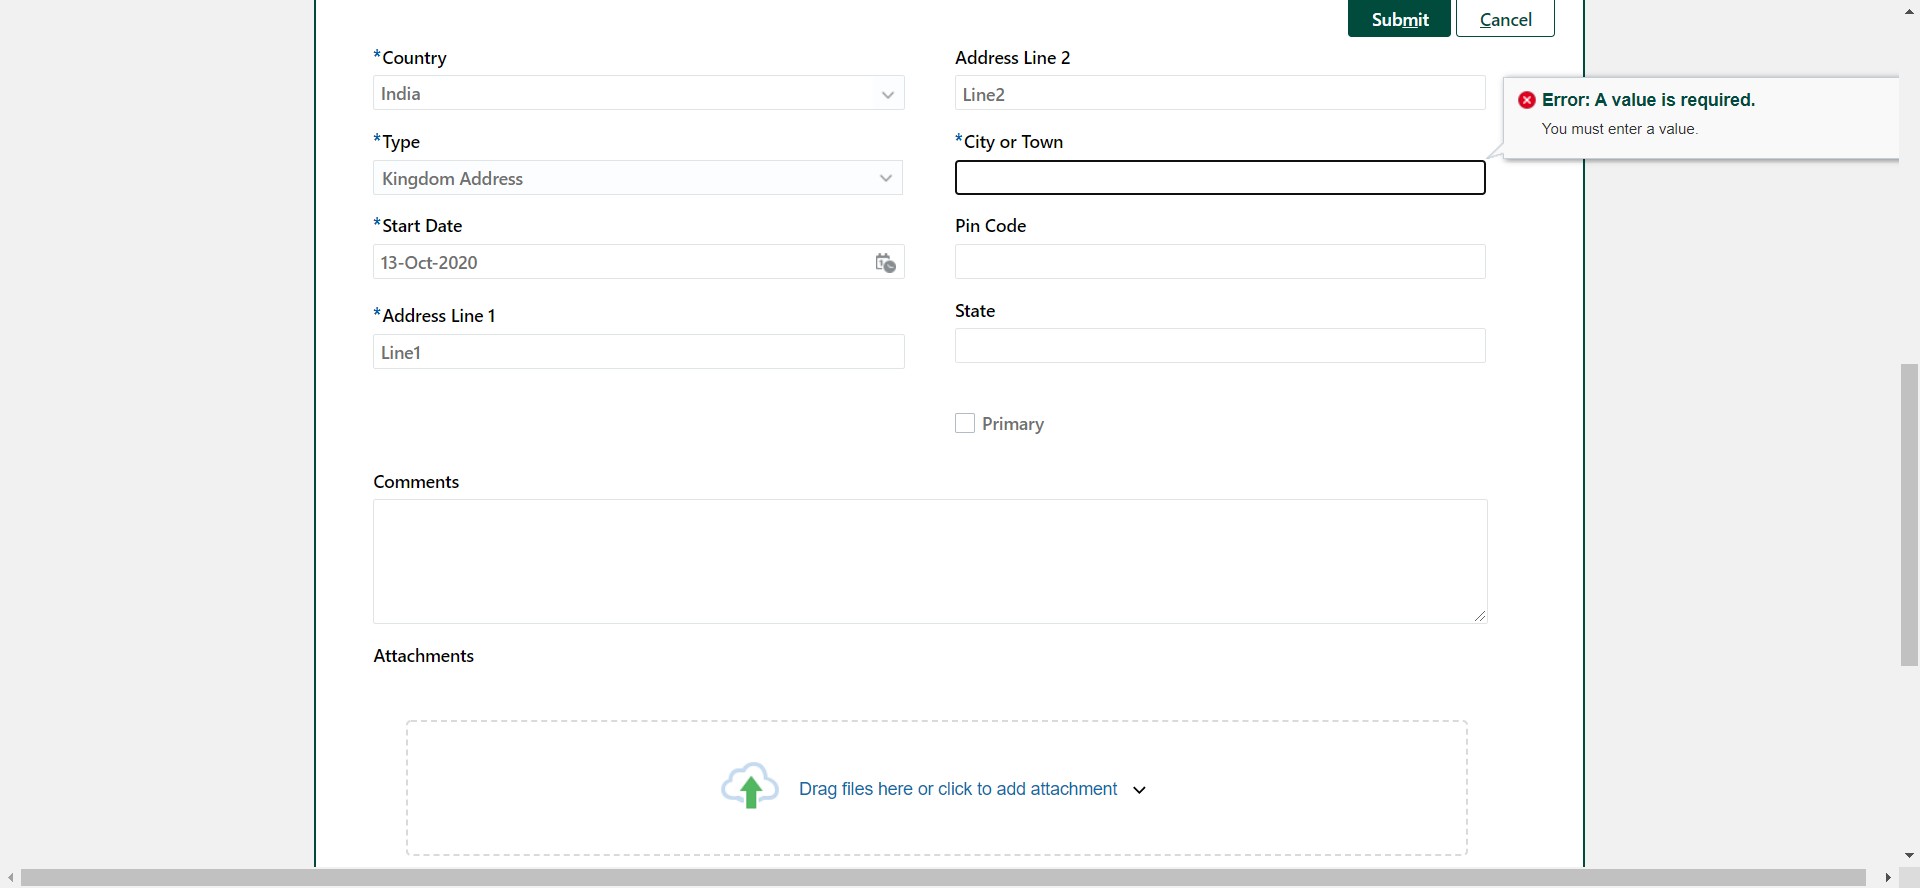 Submit
Cancel
*Country
India
*Type
Kingdom Address
*Start Date
13-Oct-2020
*Address Line 1
Line1
Address Line 2
Line2
*City or Town
Error: A value is required.
You must enter a value.
Pin Code
State
Primary
Comments
Attachments
Drag files here or click to add attachment